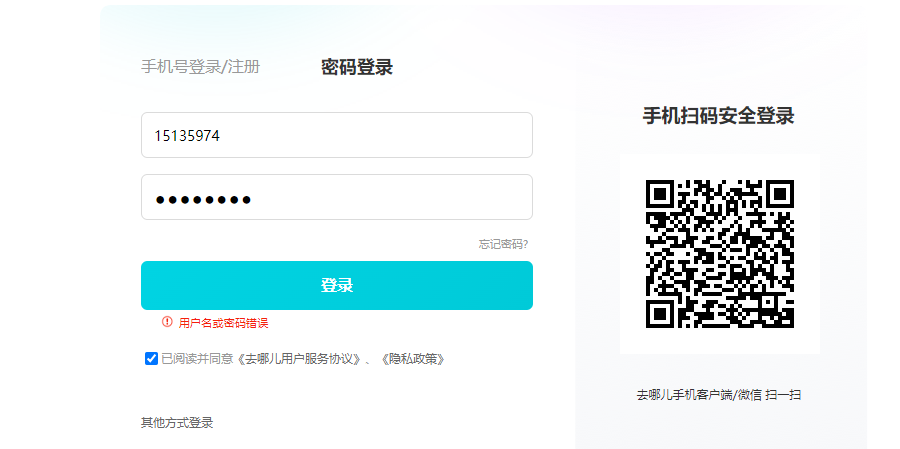 手机号登录/注册
密码登录
15135974
●●●●●●●●
忘记密码?
登录
用户名或密码错误
已阅读并同意《去哪儿用户服务协议》、《隐私政策》
其他方式登录
手机扫码安全登录
去哪儿手机客户端/微信 扫一扫